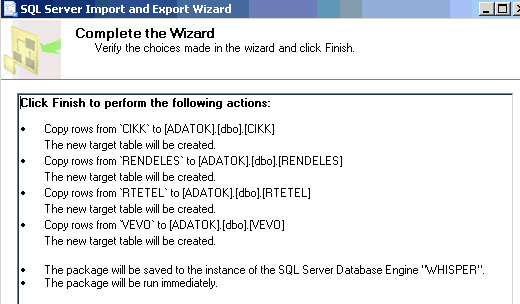 SQL Server Import and Export Wizard
Complete the Wizard
Verify the choices made in the wizard and click Finish.
Click Finish to perform the following actions:
• Copy rows from `CIKK` to [ADATOK].[dbo].[CIKK]
The new target table will be created.
• Copy rows from `RENDELES` to [ADATOK].[dbo].[RENDELES]
The new target table will be created.
• Copy rows from `RTETEL` to [ADATOK].[dbo].[RTETEL]
The new target table will be created.
• Copy rows from `VEVO` to [ADATOK].[dbo].[VEVO]
The new target table will be created.
• The package will be saved to the instance of the SQL Server Database Engine "WHISPER".
• The package will be run immediately.